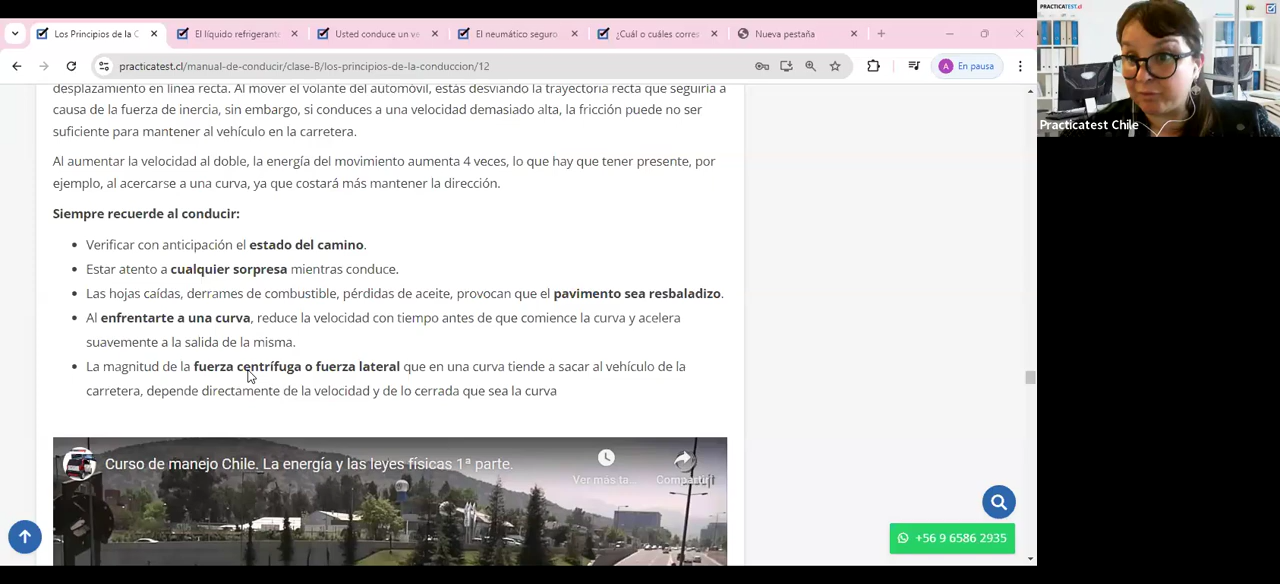 Los Principios de la C
El líquido refrigerante
Usted conduce un ve
El neumático seguro
¿Cuál o cuáles corres
Nueva pestaña
practicatest.cl/manual-de-conducir/clase-B/los-principios-de-la-conduccion/12
A
En pausa
PRACTICATEST.cl
Practicatest Chile
desplazamiento en línea recta. Al mover el volante del automóvil, estás desviando la trayectoria recta que seguiría a
causa de la fuerza de inercia, sin embargo, si conduces a una velocidad demasiado alta, la fricción puede no ser
suficiente para mantener al vehículo en la carretera.
Al aumentar la velocidad al doble, la energía del movimiento aumenta 4 veces, lo que hay que tener presente, por
ejemplo, al acercarse a una curva, ya que costará más mantener la dirección.
Siempre recuerde al conducir:
Verificar con anticipación el estado del camino.
Estar atento a cualquier sorpresa mientras conduce.
Las hojas caídas, derrames de combustible, pérdidas de aceite, provocan que el pavimento sea resbaladizo.
Al enfrentarte a una curva, reduce la velocidad con tiempo antes de que comience la curva y acelera
suavemente a la salida de la misma.
La magnitud de la fuerza centrífuga o fuerza lateral que en una curva tiende a sacar al vehículo de la
carretera, depende directamente de la velocidad y de lo cerrada que sea la curva
Curso de manejo Chile. La energía y las leyes físicas 1ª parte.
Ver más ta...
Compartir
+56 9 6586 2935